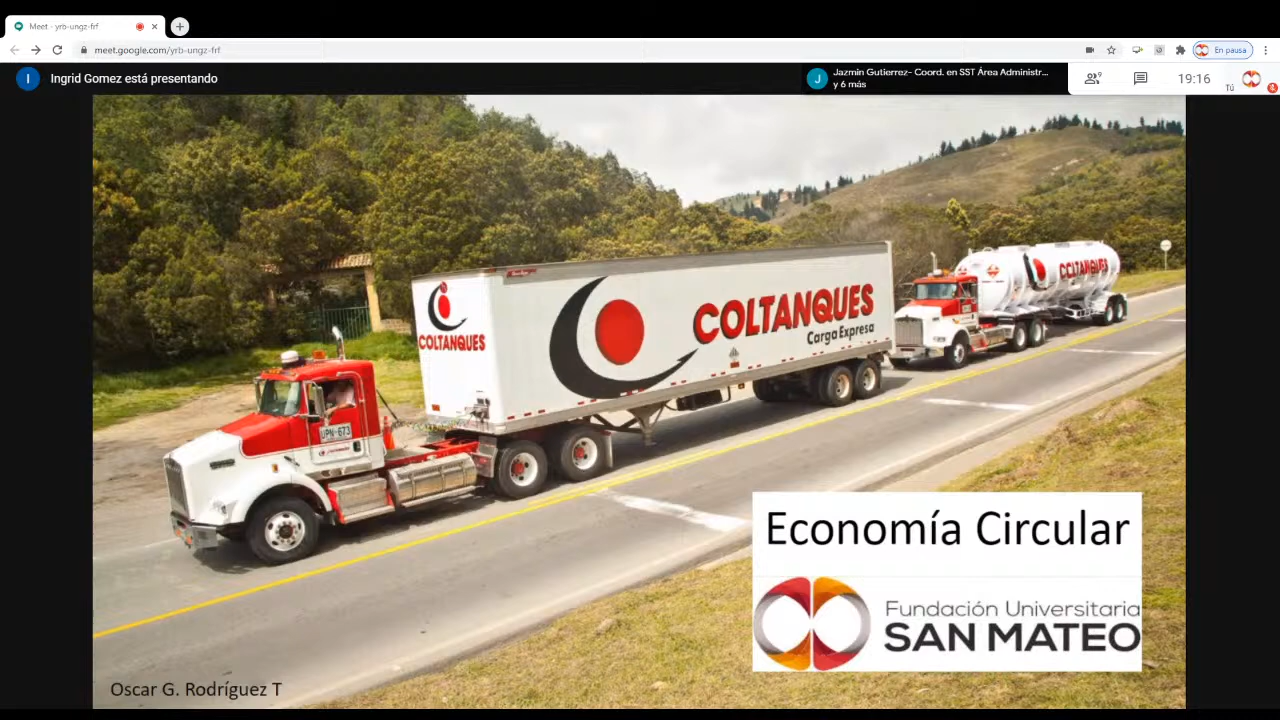 Meet - yrb-ungz-frf
meet.google.com/yrb-ungz-frf
En pausa
I
Ingrid Gomez está presentando
J
Jazmin Gutierrez- Coord. en SST Área Administr...
y 6 más
9
19:16
Tú
COLTANQUES
COLTANQUES
Carga Expresa
COLTANQUES
UPN-673
Economía Circular
Fundación Universitaria
SAN MATEO
Oscar G. Rodríguez T